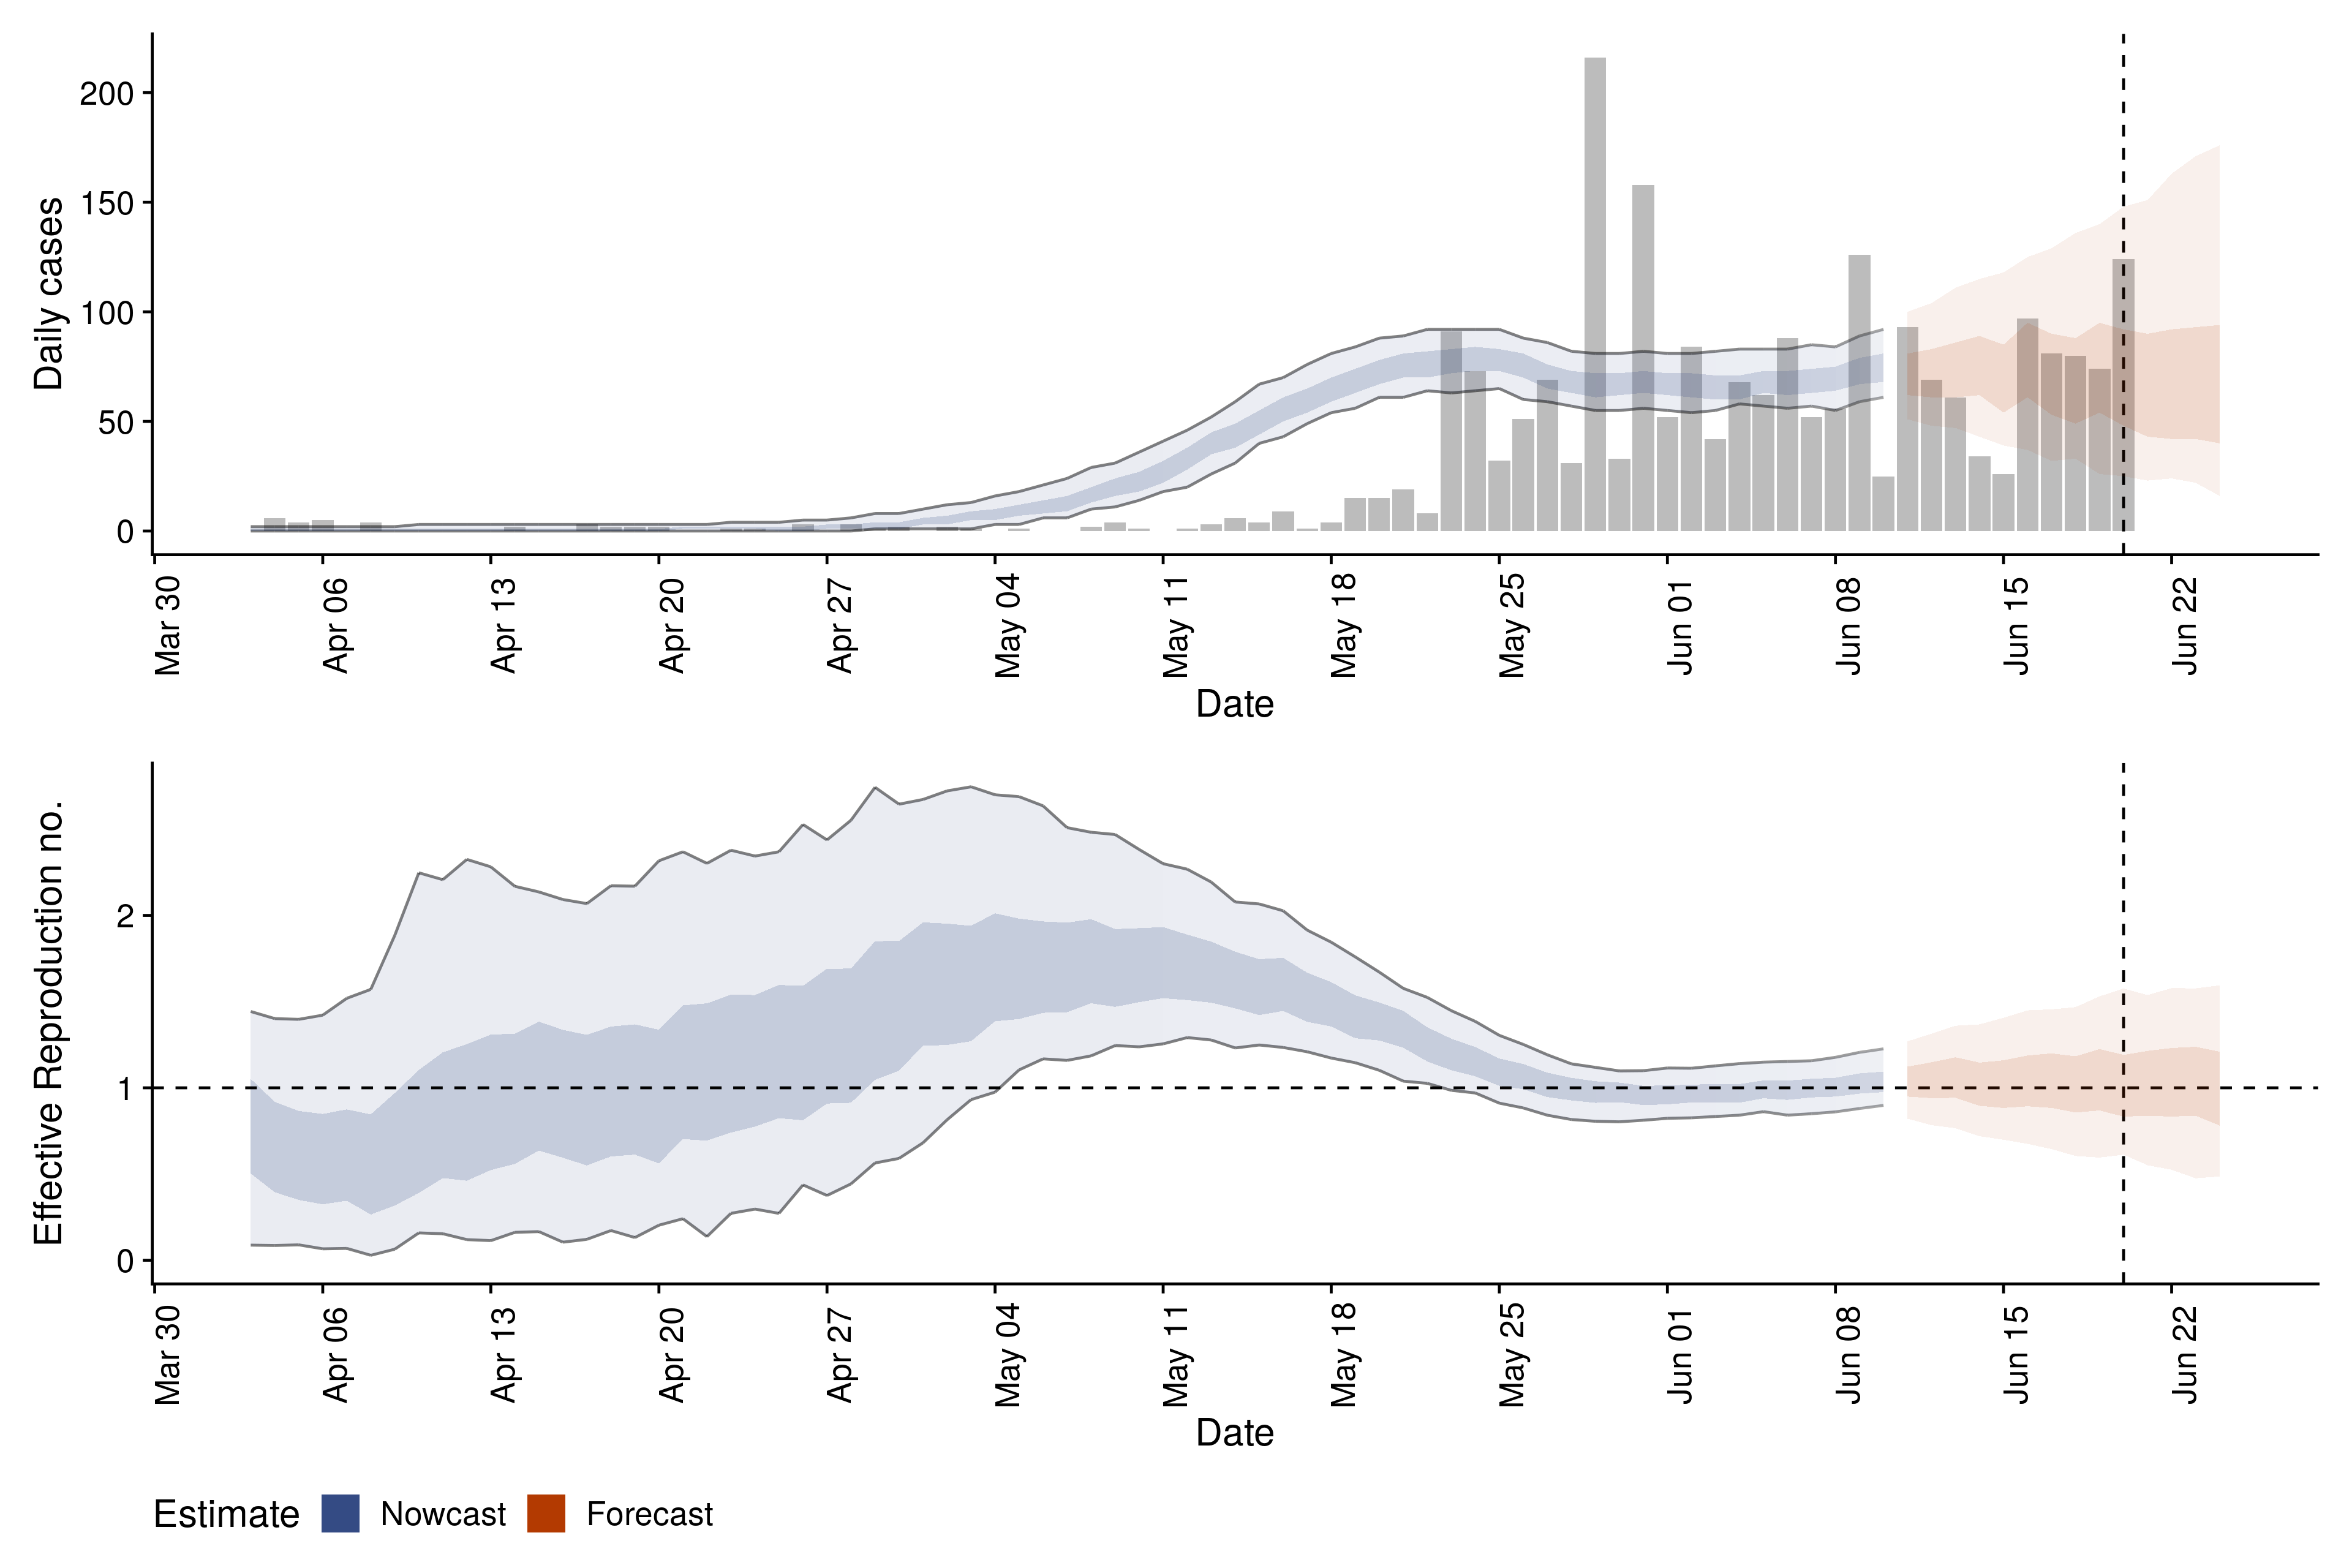 Daily cases
200
150
100
50
0
Mar 30
Apr 06
Apr 13
Apr 20
Apr 27
May 04
May 11
May 18
May 25
Jun 01
Jun 08
Jun 15
Jun 22
Date
Effective Reproduction no.
2
1
0
Mar 30
Apr 06
Apr 13
Apr 20
Apr 27
May 04
May 11
May 18
May 25
Jun 01
Jun 08
Jun 15
Jun 22
Date
Estimate Nowcast Forecast